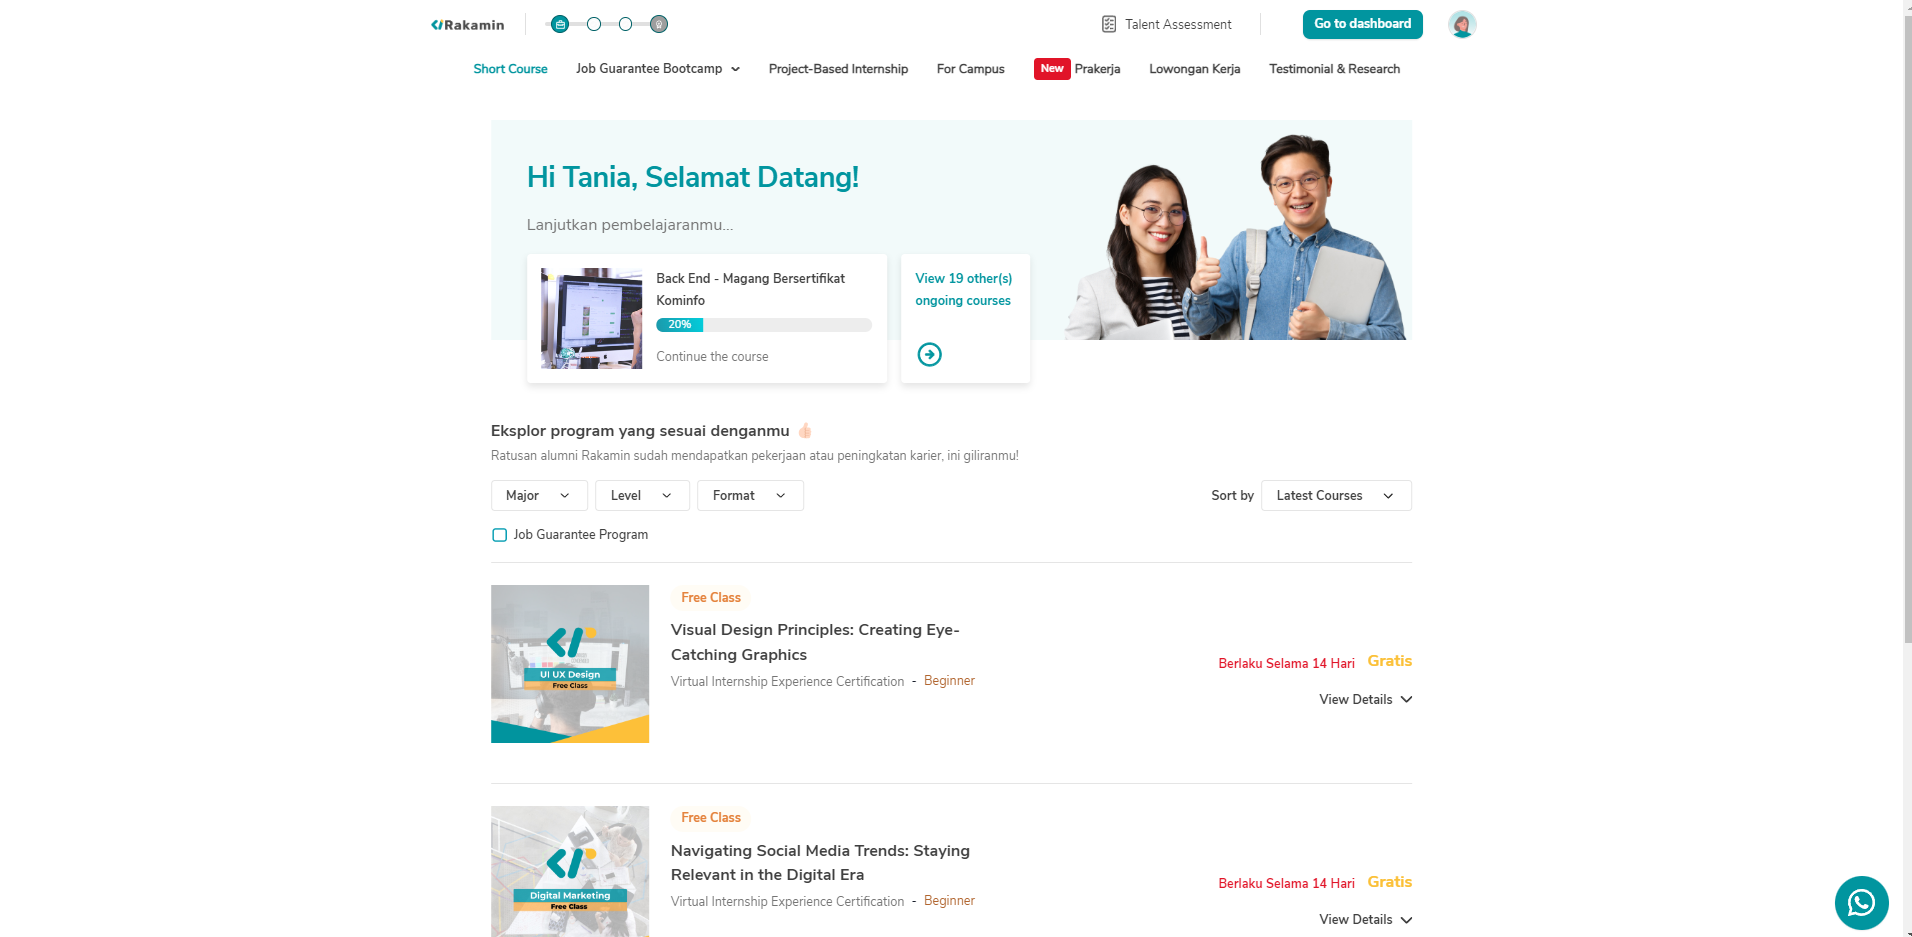 Rakamin
Talent Assessment
Go to dashboard
Short Course
Job Guarantee Bootcamp
Project-Based Internship
For Campus
New Prakerja
Lowongan Kerja
Testimonial & Research
Hi Tania, Selamat Datang!
Lanjutkan pembelajaranmu...
Back End - Magang Bersertifikat
Kominfo
20%
Continue the course
View 19 other(s)
ongoing courses
Eksplor program yang sesuai denganmu
Ratusan alumni Rakamin sudah mendapatkan pekerjaan atau peningkatan karier, ini giliranmu!
Major
Level
Format
Sort by
Latest Courses
Job Guarantee Program
UI UX Design
Free Class
Free Class
Visual Design Principles: Creating Eye-
Catching Graphics
Virtual Internship Experience Certification - Beginner
Berlaku Selama 14 Hari Gratis
View Details
Digital Marketing
Free Class
Free Class
Navigating Social Media Trends: Staying
Relevant in the Digital Era
Virtual Internship Experience Certification - Beginner
Berlaku Selama 14 Hari Gratis
View Details